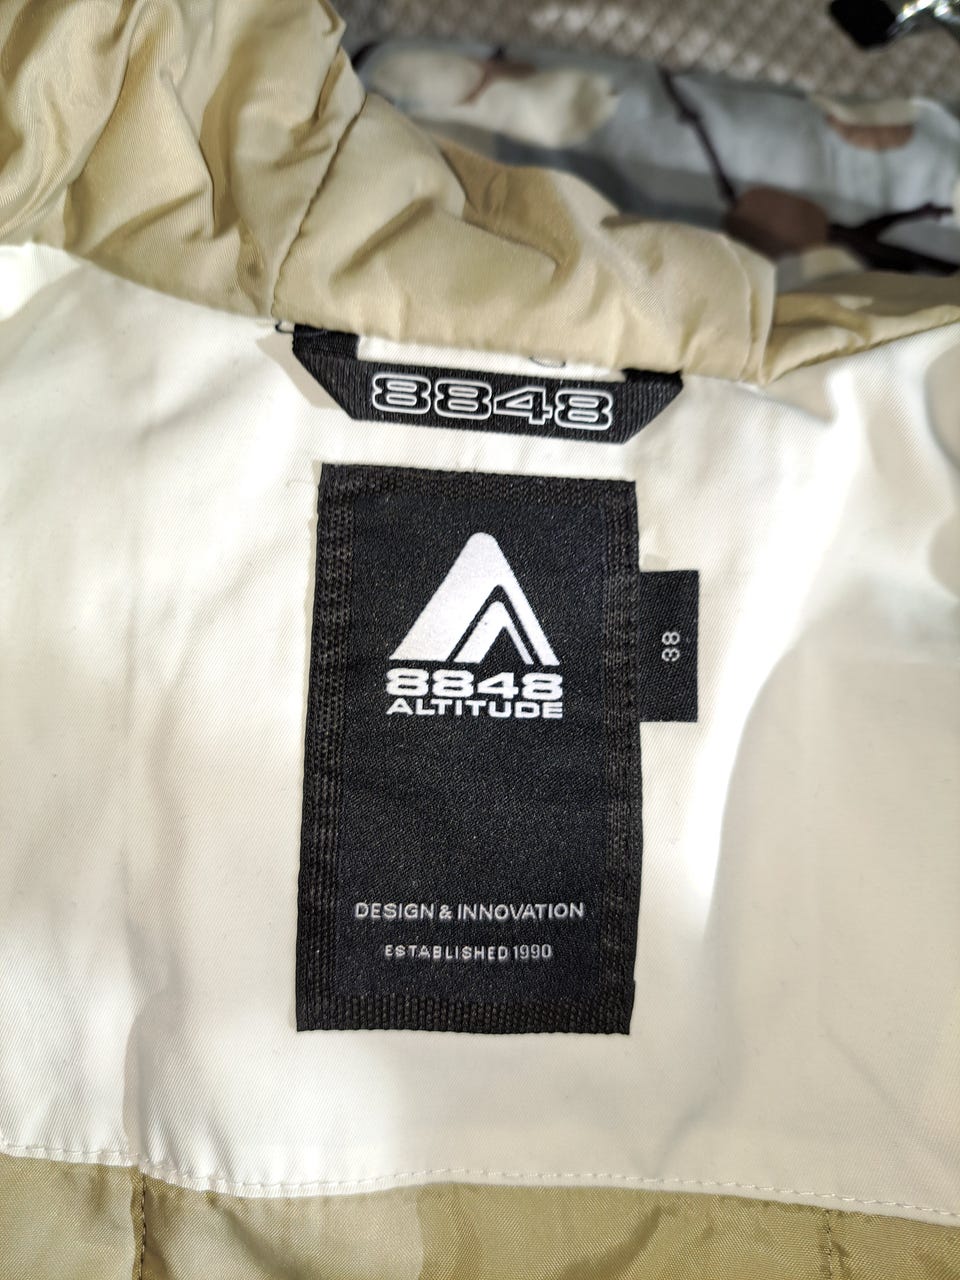 8848
8848
ALTITUDE
38
DESIGN & INNOVATION
ESTABLISHED 1990